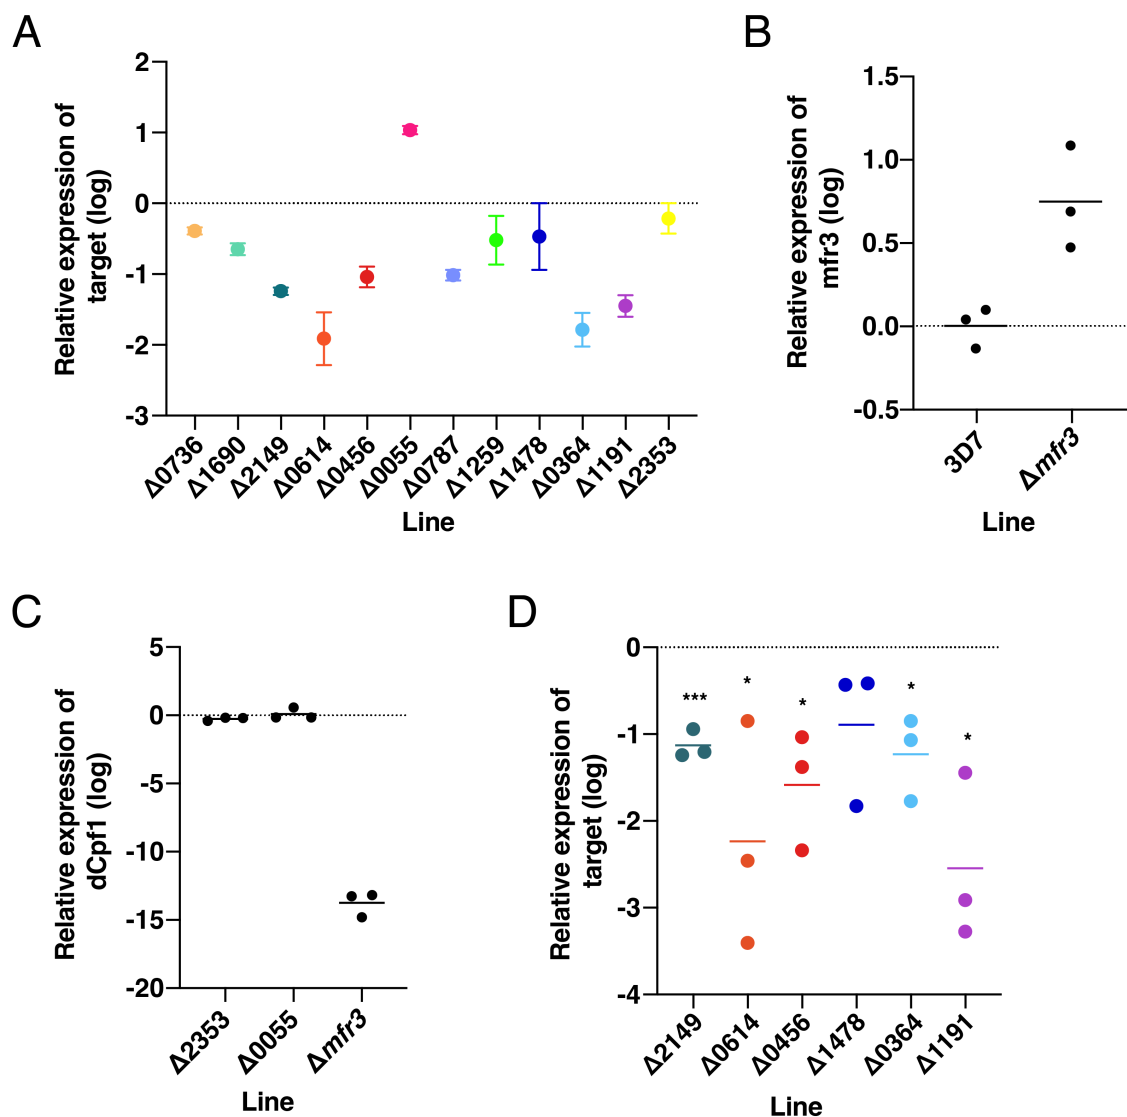 A
Relative expression of
target (log)
2
1
0
-1
-2
-3
Δ0736
Δ1690
Δ2149
Δ0614
Δ0456
Δ0055
Δ0787
Δ1259
Δ1478
Δ0364
Δ1191
Δ2353
Line
B
Relative expression of
mfr3 (log)
1.5
1.0
0.5
0.0
-0.5
3D7
Δmfr3
Line
C
Relative expression of
dCpf1 (log)
5
0
-5
-10
-15
-20
Δ2353
Δ0055
Δmfr3
Line
D
Relative expression of
target (log)
0
-1
-2
-3
-4
***
*
*
*
*
Δ2149
Δ0614
Δ0456
Δ1478
Δ0364
Δ1191
Line